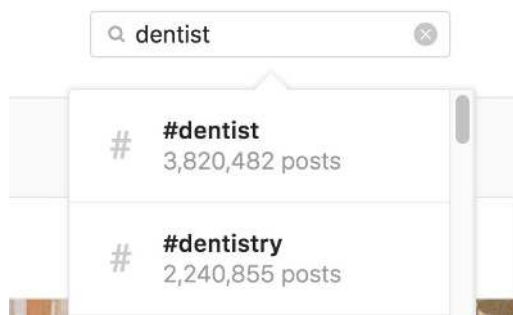 dentist
#dentist
3,820,482 posts
#dentistry
2,240,855 posts